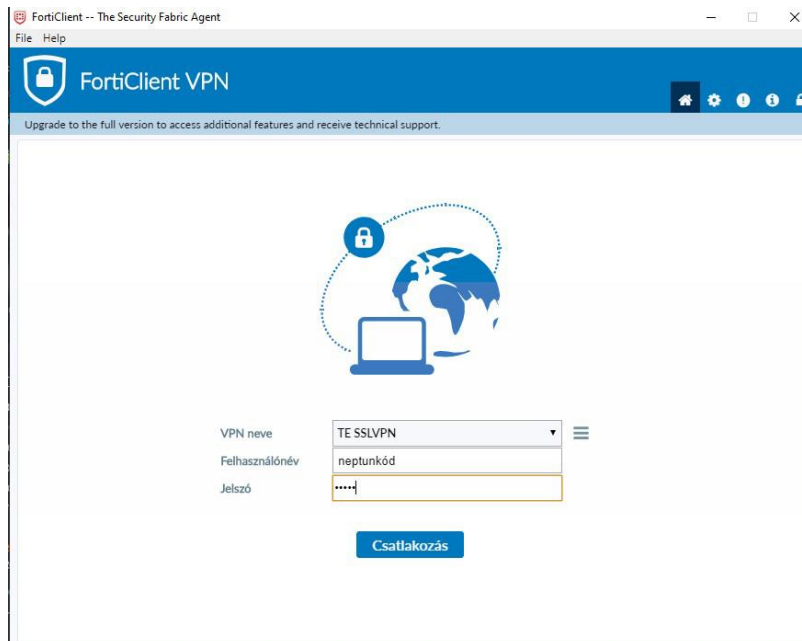 FortiClient -- The Security Fabric Agent
File Help
FortiClient VPN
Upgrade to the full version to access additional features and receive technical support.
VPN neve TE SSLVPN
Felhasználónév neptunkód
Jelszó •••••
Csatlakozás